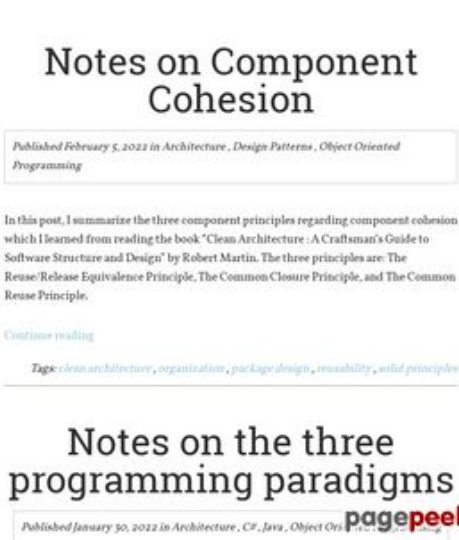 Notes on Component
Cohesion
Published February 5, 2022 in Architecture , Design Patterns , Object Oriented
Programming
In this post, I summarize the three component principles regarding component cohesion
which I learned from reading the book "Clean Architecture : A Craftsman's Guide to
Software Structure and Design" by Robert Martin. The three principles are: The
Reuse/Release Equivalence Principle, The Common Closure Principle, and The Common
Reuse Principle.
Continue reading
Tags: clean architecture , organization , package design , reusability , solid principles
Notes on the three
programming paradigms
Published January 30, 2022 in Architecture , C# , Java , Object Ori
pagepeek